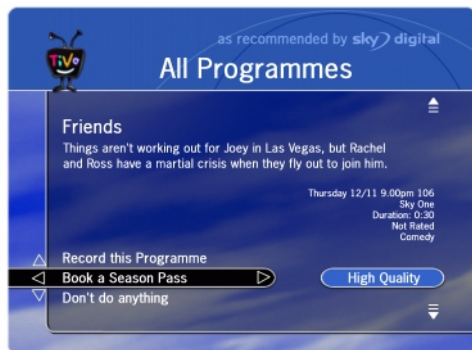 as recommended by sky digital
TiVo
All Programmes
Friends
Things aren't working out for Joey in Las Vegas, but Rachel
and Ross have a martial crisis when they fly out to join him.
Thursday 12/11 9.00pm 106
Sky One
Duration: 0:30
Not Rated
Comedy
Record this Programme
Book a Season Pass
High Quality
Don't do anything